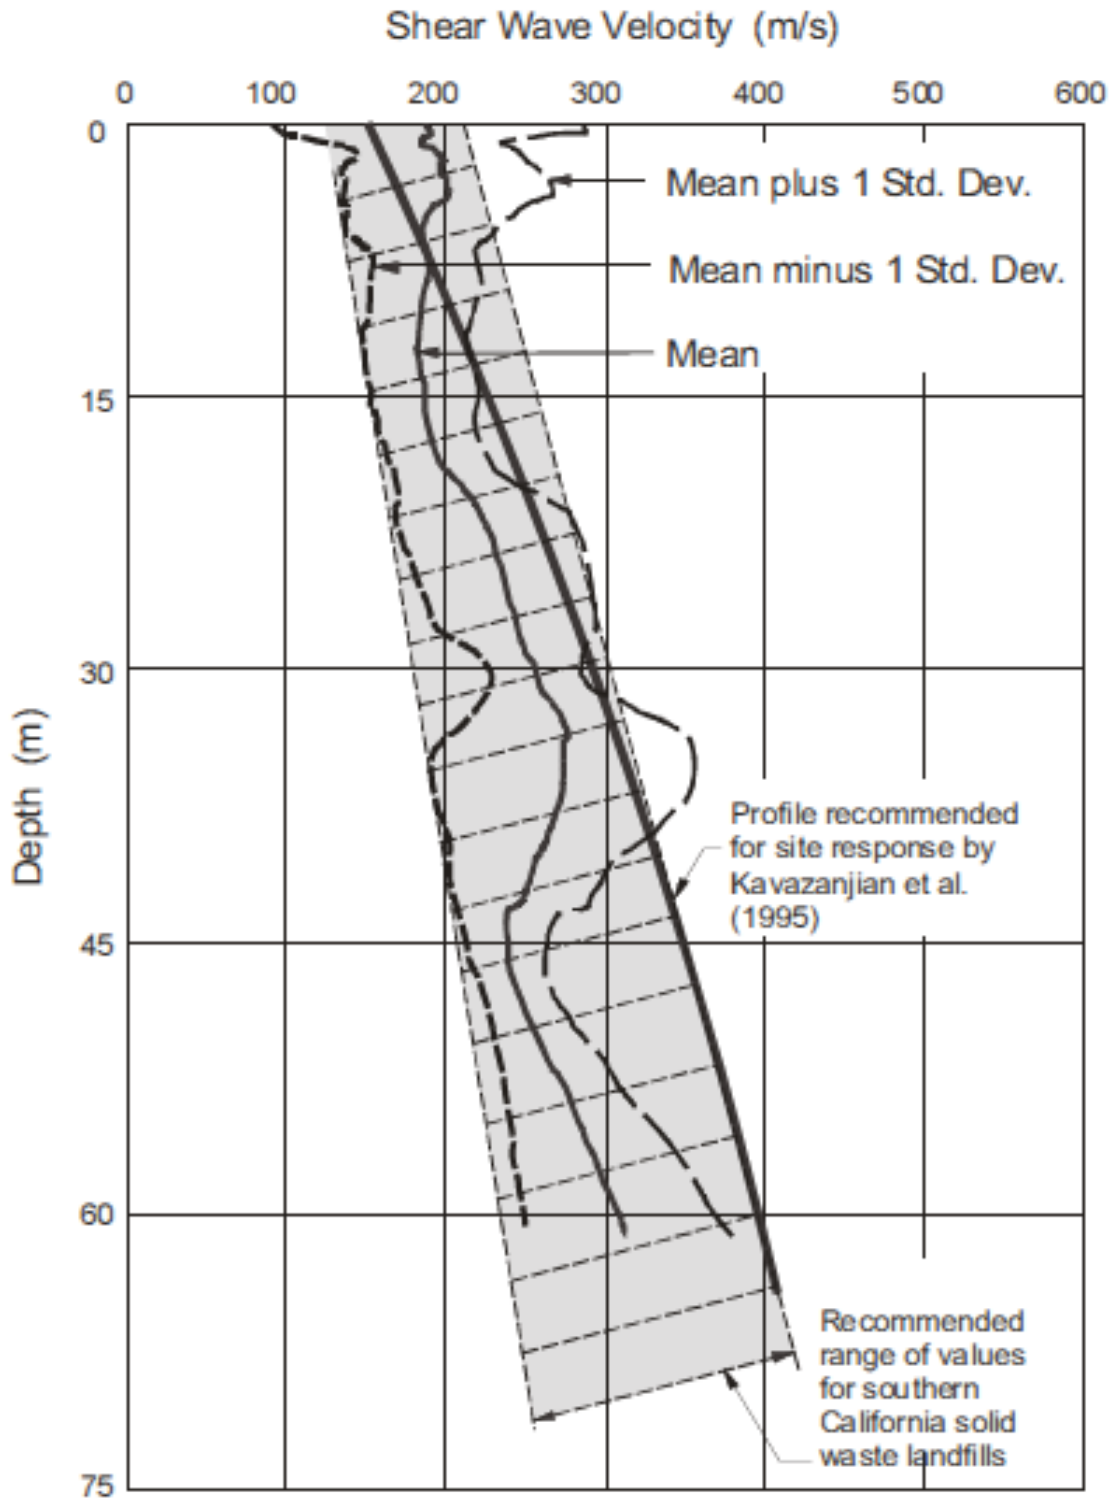 Shear Wave Velocity (m/s)
0 100 200 300 400 500 600
0
Mean plus 1 Std. Dev.
Mean minus 1 Std. Dev.
Mean
15
30
Depth (m)
Profile recommended
for site response by
Kavazanjian et al.
(1995)
45
60
Recommended
range of values
for southern
California solid
waste landfills
75